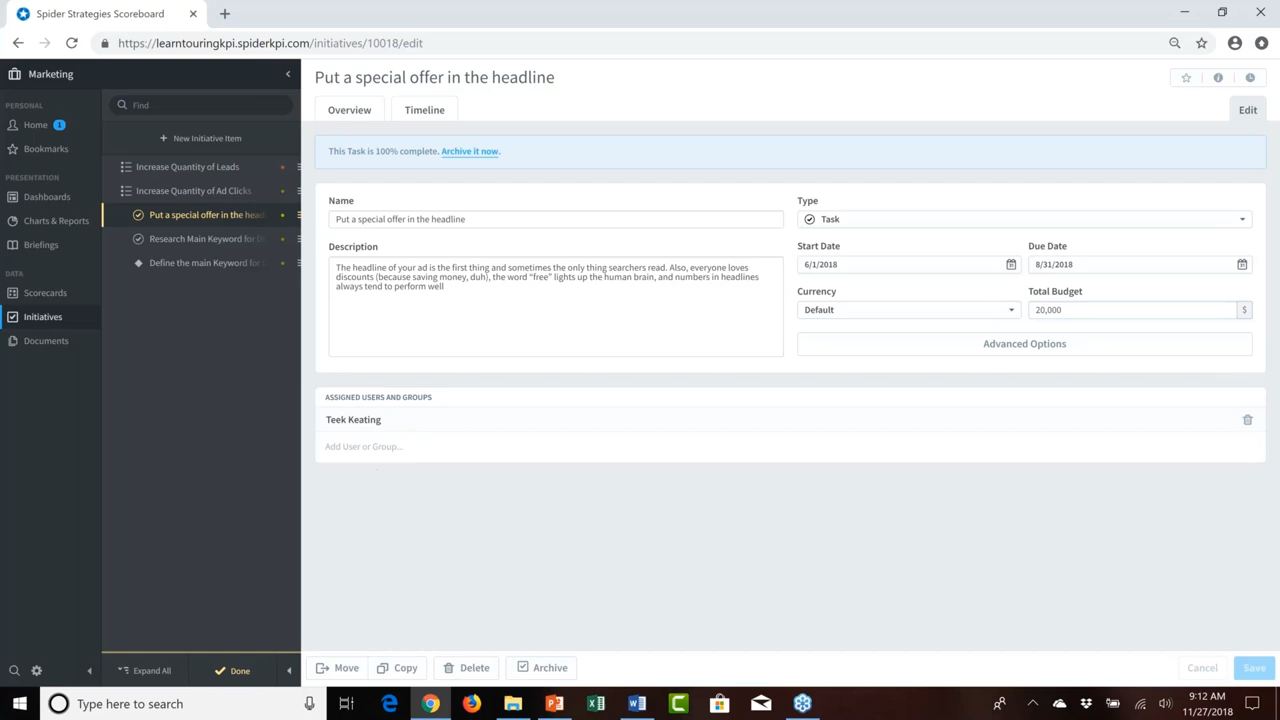 Spider Strategies Scoreboard
https://learntouringkpi.spiderkpi.com/initiatives/10018/edit
Marketing
PERSONAL
Home 1
Bookmarks
PRESENTATION
Dashboards
Charts & Reports
Briefings
DATA
Scorecards
Initiatives
Documents
Find
New Initiative Item
Increase Quantity of Leads
Increase Quantity of Ad Clicks
Put a special offer in the head
Research Main Keyword for
Define the main Keyword for
Expand All
Done
Put a special offer in the headline
Overview
Timeline
Edit
This Task is 100% complete. Archive it now.
Name
Put a special offer in the headline
Description
The headline of your ad is the first thing and sometimes the only thing searchers read. Also, everyone loves
discounts (because saving money, duh), the word “free” lights up the human brain, and numbers in headlines
always tend to perform well
Type
Task
Start Date
Due Date
6/1/2018
8/31/2018
Currency
Total Budget
Default
20,000 $
Advanced Options
ASSIGNED USERS AND GROUPS
Teek Keating
Add User or Group...
Move
Copy
Delete
Archive
Cancel
Save
Type here to search
9:12 AM
11/27/2018